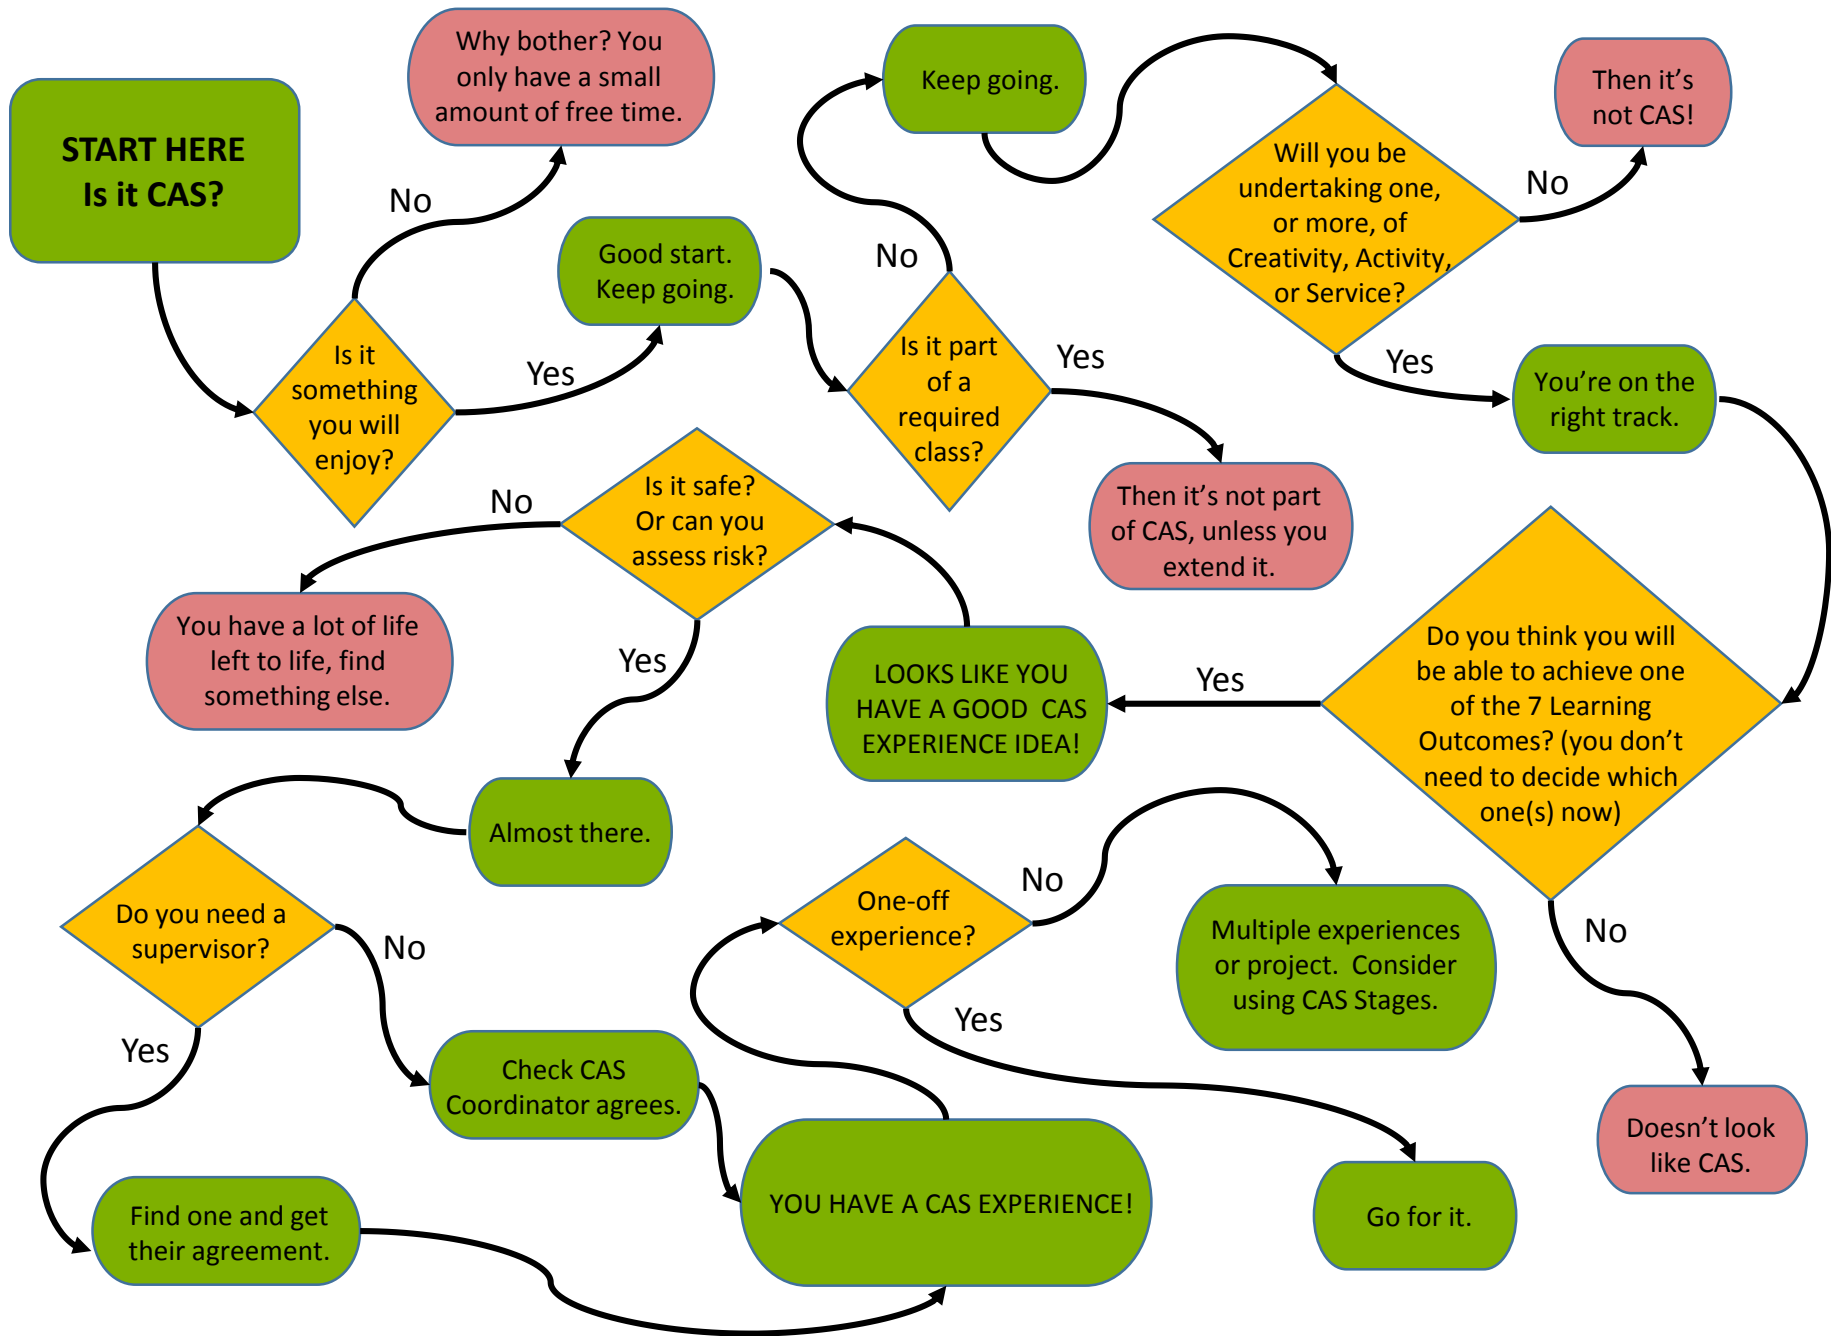 START HERE
Is it CAS?
Is it
something
you will
enjoy?
No
Why bother? You
only have a small
amount of free time.
Yes
Good start.
Keep going.
Is it part
of a
required
class?
Yes
Then it's not part
of CAS, unless you
extend it.
No
Keep going.
Will you be
undertaking one,
or more, of
Creativity, Activity,
or Service?
No
Then it's
not CAS!
Yes
You're on the
right track.
Do you think you will
be able to achieve one
of the 7 Learning
Outcomes? (you don't
need to decide which
one(s) now)
No
Doesn't look
like CAS.
Yes
LOOKS LIKE YOU
HAVE A GOOD  CAS
EXPERIENCE IDEA!
Is it safe?
Or can you
assess risk?
No
You have a lot of life
left to life, find
something else.
Yes
Almost there.
Do you need a
supervisor?
No
Check CAS
Coordinator agrees.
Yes
Find one and get
their agreement.
YOU HAVE A CAS EXPERIENCE!
One-off
experience?
No
Multiple experiences
or project.  Consider
using CAS Stages.
Yes
Go for it.